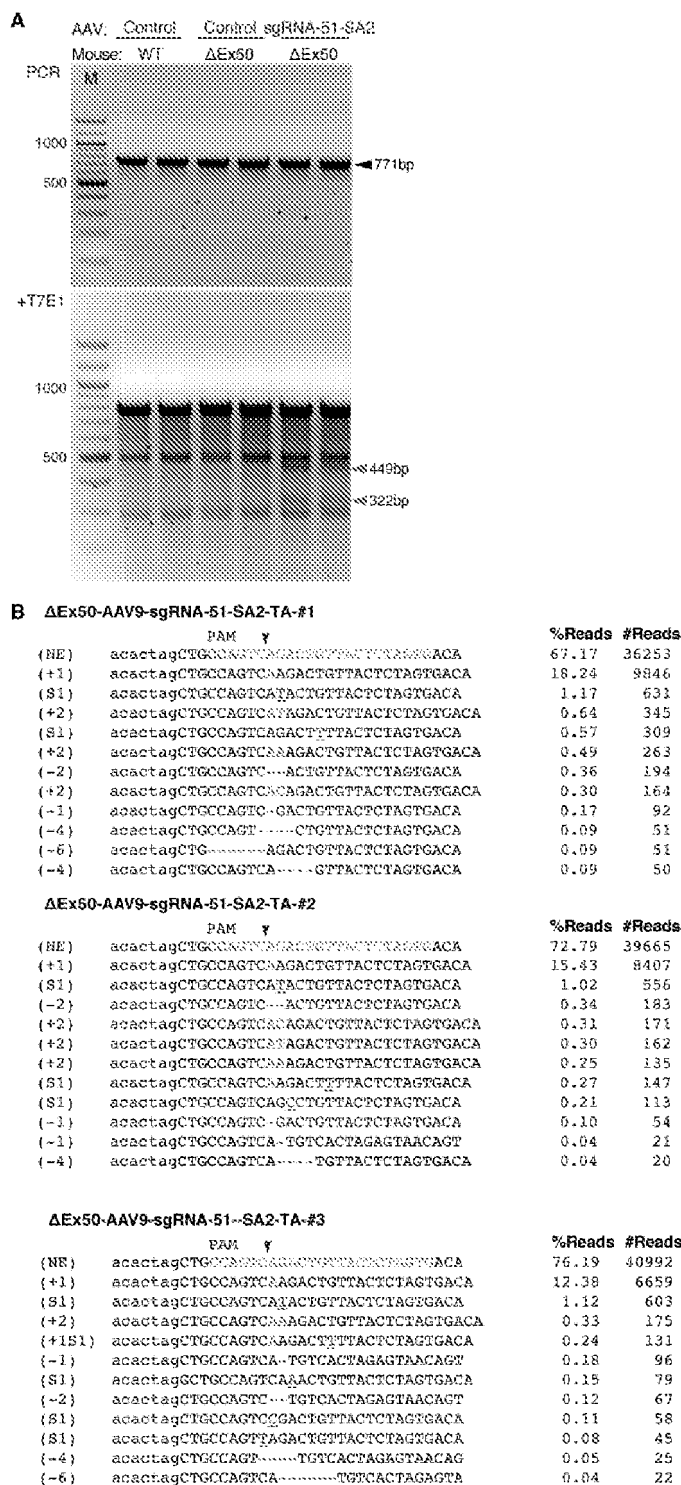 A
AAV: Control Control sgRNA-51-SA2
Mouse: WT ΔEx50 ΔEx50
PCR M
1000
500
771bp
+T7E1
1000
500
449bp
322bp
B ΔEx50-AAV9-sgRNA-51-SA2-TA-#1
PAM %Reads #Reads
(NE) acactagCTGCCAGTCAGACTGTTACTCTAGTGACA 67.17 36253
(+1) acactagCTGCCAGTCAAGACTGTTACTCTAGTGACA 18.24 9846
(S1) acactagCTGCCAGTCATACTGTTACTCTAGTGACA 1.17 631
(+2) acactagCTGCCAGTCATAGACTGTTACTCTAGTGACA 0.64 345
(S1) acactagCTGCCAGTCAGACTTTTACTCTAGTGACA 0.57 309
(+2) acactagCTGCCAGTCAAAGACTGTTACTCTAGTGACA 0.49 263
(-2) acactagCTGCCAGTC--ACTGTTACTCTAGTGACA 0.36 194
(+2) acactagCTGCCAGTCACAGACTGTTACTCTAGTGACA 0.30 164
(-1) acactagCTGCCAGTC-GACTGTTACTCTAGTGACA 0.17 92
(-4) acactagCTGCCAGT----CTGTTACTCTAGTGACA 0.09 51
(-6) acactagCTG------AGACTGTTACTCTAGTGACA 0.09 51
(-4) acactagCTGCCAGTCA----GTTACTCTAGTGACA 0.09 50
ΔEx50-AAV9-sgRNA-51-SA2-TA-#2
PAM %Reads #Reads
(NE) acactagCTGCCAGTCAGACTGTTACTCTAGTGACA 72.79 39665
(+1) acactagCTGCCAGTCAAGACTGTTACTCTAGTGACA 15.43 8407
(S1) acactagCTGCCAGTCATACTGTTACTCTAGTGACA 1.02 556
(-2) acactagCTGCCAGTC--ACTGTTACTCTAGTGACA 0.34 183
(+2) acactagCTGCCAGTCACAGACTGTTACTCTAGTGACA 0.31 171
(+2) acactagCTGCCAGTCATAGACTGTTACTCTAGTGACA 0.30 162
(+2) acactagCTGCCAGTCAAAGACTGTTACTCTAGTGACA 0.25 135
(S1) acactagCTGCCAGTCAAGACTTTTACTCTAGTGACA 0.27 147
(S1) acactagCTGCCAGTCAGCCTGTTACTCTAGTGACA 0.21 113
(-1) acactagCTGCCAGTC-GACTGTTACTCTAGTGACA 0.10 54
(-1) acactagCTGCCAGTCA-TGTCACTAGAGTAACAGT 0.04 21
(-4) acactagCTGCCAGTCA----TGTTACTCTAGTGACA 0.04 20
ΔEx50-AAV9-sgRNA-51--SA2-TA-#3
PAM %Reads #Reads
(NE) acactagCTGCCAGTCAGACTGTTACTCTAGTGACA 76.19 40992
(+1) acactagCTGCCAGTCAAGACTGTTACTCTAGTGACA 12.38 6659
(S1) acactagCTGCCAGTCATACTGTTACTCTAGTGACA 1.12 603
(+2) acactagCTGCCAGTCAAAGACTGTTACTCTAGTGACA 0.33 175
(+1S1) acactagCTGCCAGTCAAGACTTTTACTCTAGTGACA 0.24 131
(-1) acactagCTGCCAGTCA-TGTCACTAGAGTAACAGT 0.18 96
(S1) acactagGCTGCCAGTCAAACTGTTACTCTAGTGACA 0.15 79
(-2) acactagCTGCCAGTC--TGTCACTAGAGTAACAGT 0.12 67
(S1) acactagCTGCCAGTCCGACTGTTACTCTAGTGACA 0.11 58
(S1) acactagCTGCCAGTTAGACTGTTACTCTAGTGACA 0.08 45
(-4) acactagCTGCCAGTC----TGTCACTAGAGTAACAG 0.05 25
(-6) acactagCTGCCAGTCA------TGTCACTAGAGTA 0.04 22